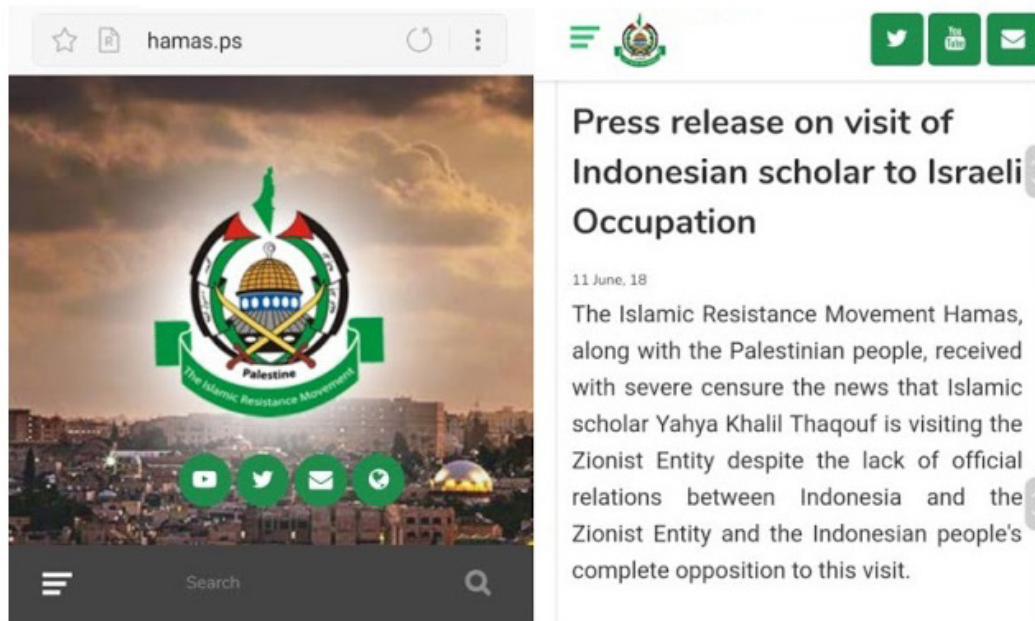 hamas.ps
Palestine
The Islamic Resistance Movement
Search
You
Tube
Press release on visit of
Indonesian scholar to Israeli
Occupation
11 June, 18
The Islamic Resistance Movement Hamas,
along with the Palestinian people, received
with severe censure the news that Islamic
scholar Yahya Khalil Thaqouf is visiting the
Zionist Entity despite the lack of official
relations between Indonesia and the
Zionist Entity and the Indonesian people's
complete opposition to this visit.